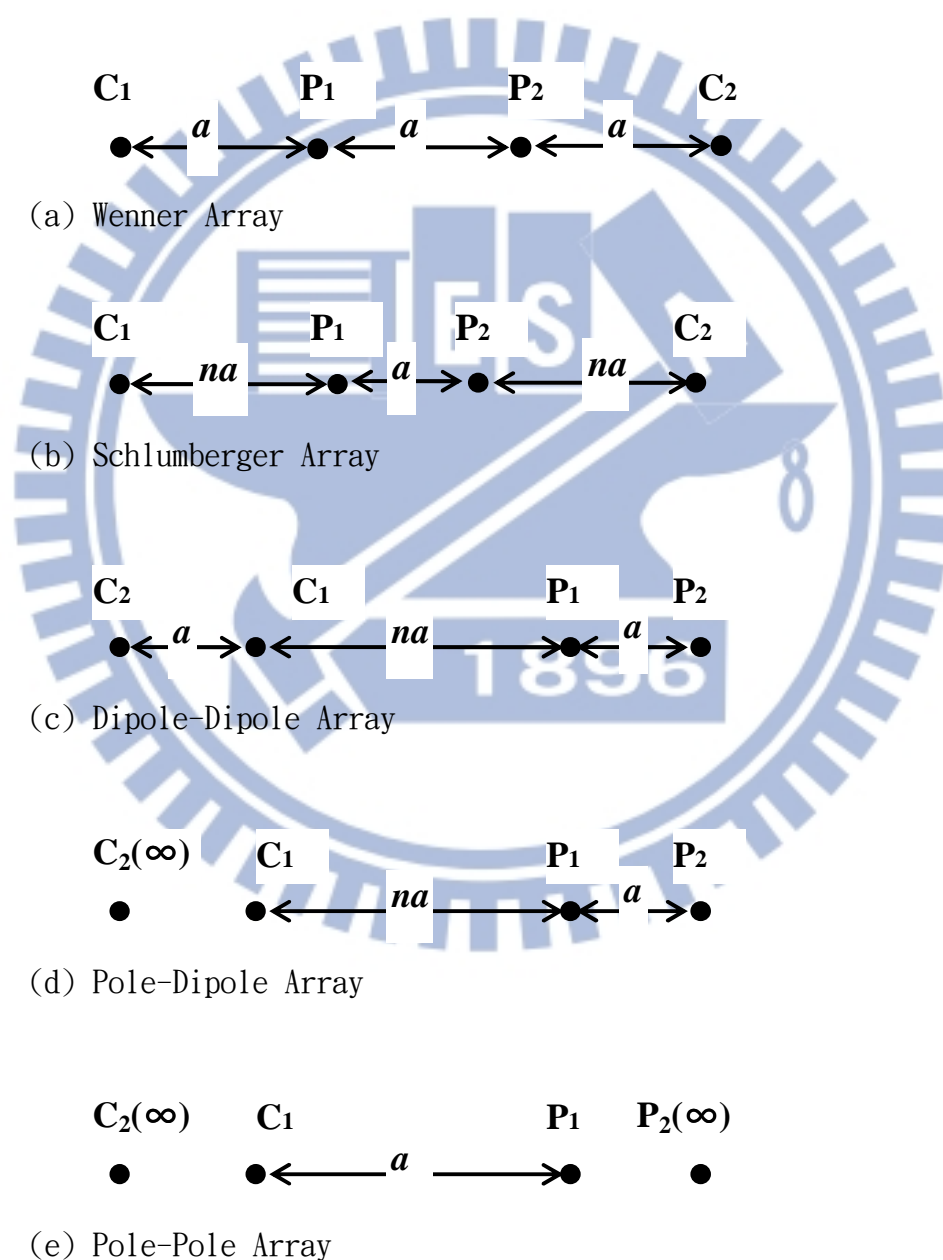 C1 P1 P2 C2
a a a
(a) Wenner Array
C1 P1 P2 C2
na a na
(b) Schlumberger Array
C2 C1 P1 P2
a na a
(c) Dipole-Dipole Array
C2(∞) C1 P1 P2
na a
(d) Pole-Dipole Array
C2(∞) C1 P1 P2(∞)
a
(e) Pole-Pole Array
E S A
8
1896